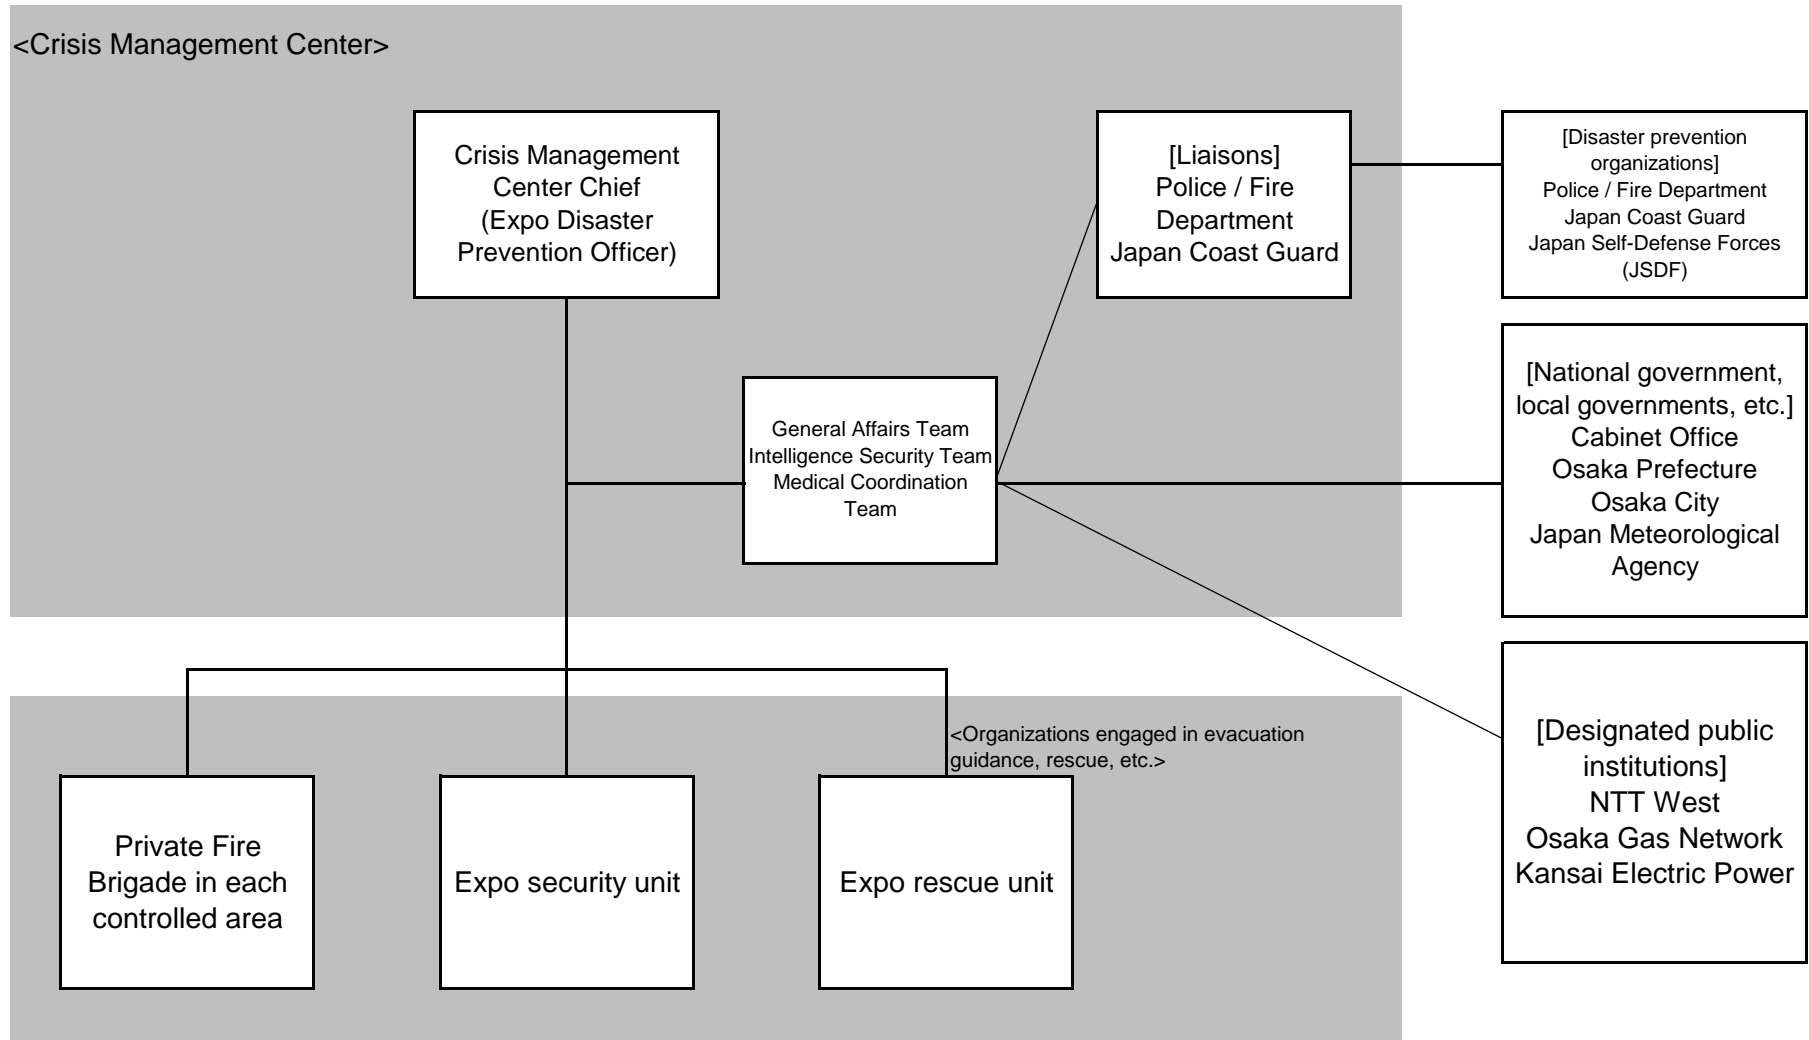 <Crisis Management Center>
Crisis Management
Center Chief
(Expo Disaster
Prevention Officer)
[Liaisons]
Police / Fire
Department
Japan Coast Guard
[Disaster prevention
organizations]
Police / Fire Department
Japan Coast Guard
Japan Self-Defense Forces
(JSDF)
General Affairs Team
Intelligence Security Team
Medical Coordination
Team
[National government,
local governments, etc.]
Cabinet Office
Osaka Prefecture
Osaka City
Japan Meteorological
Agency
<Organizations engaged in evacuation
guidance, rescue, etc.>
Private Fire
Brigade in each
controlled area
Expo security unit
Expo rescue unit
[Designated public
institutions]
NTT West
Osaka Gas Network
Kansai Electric Power